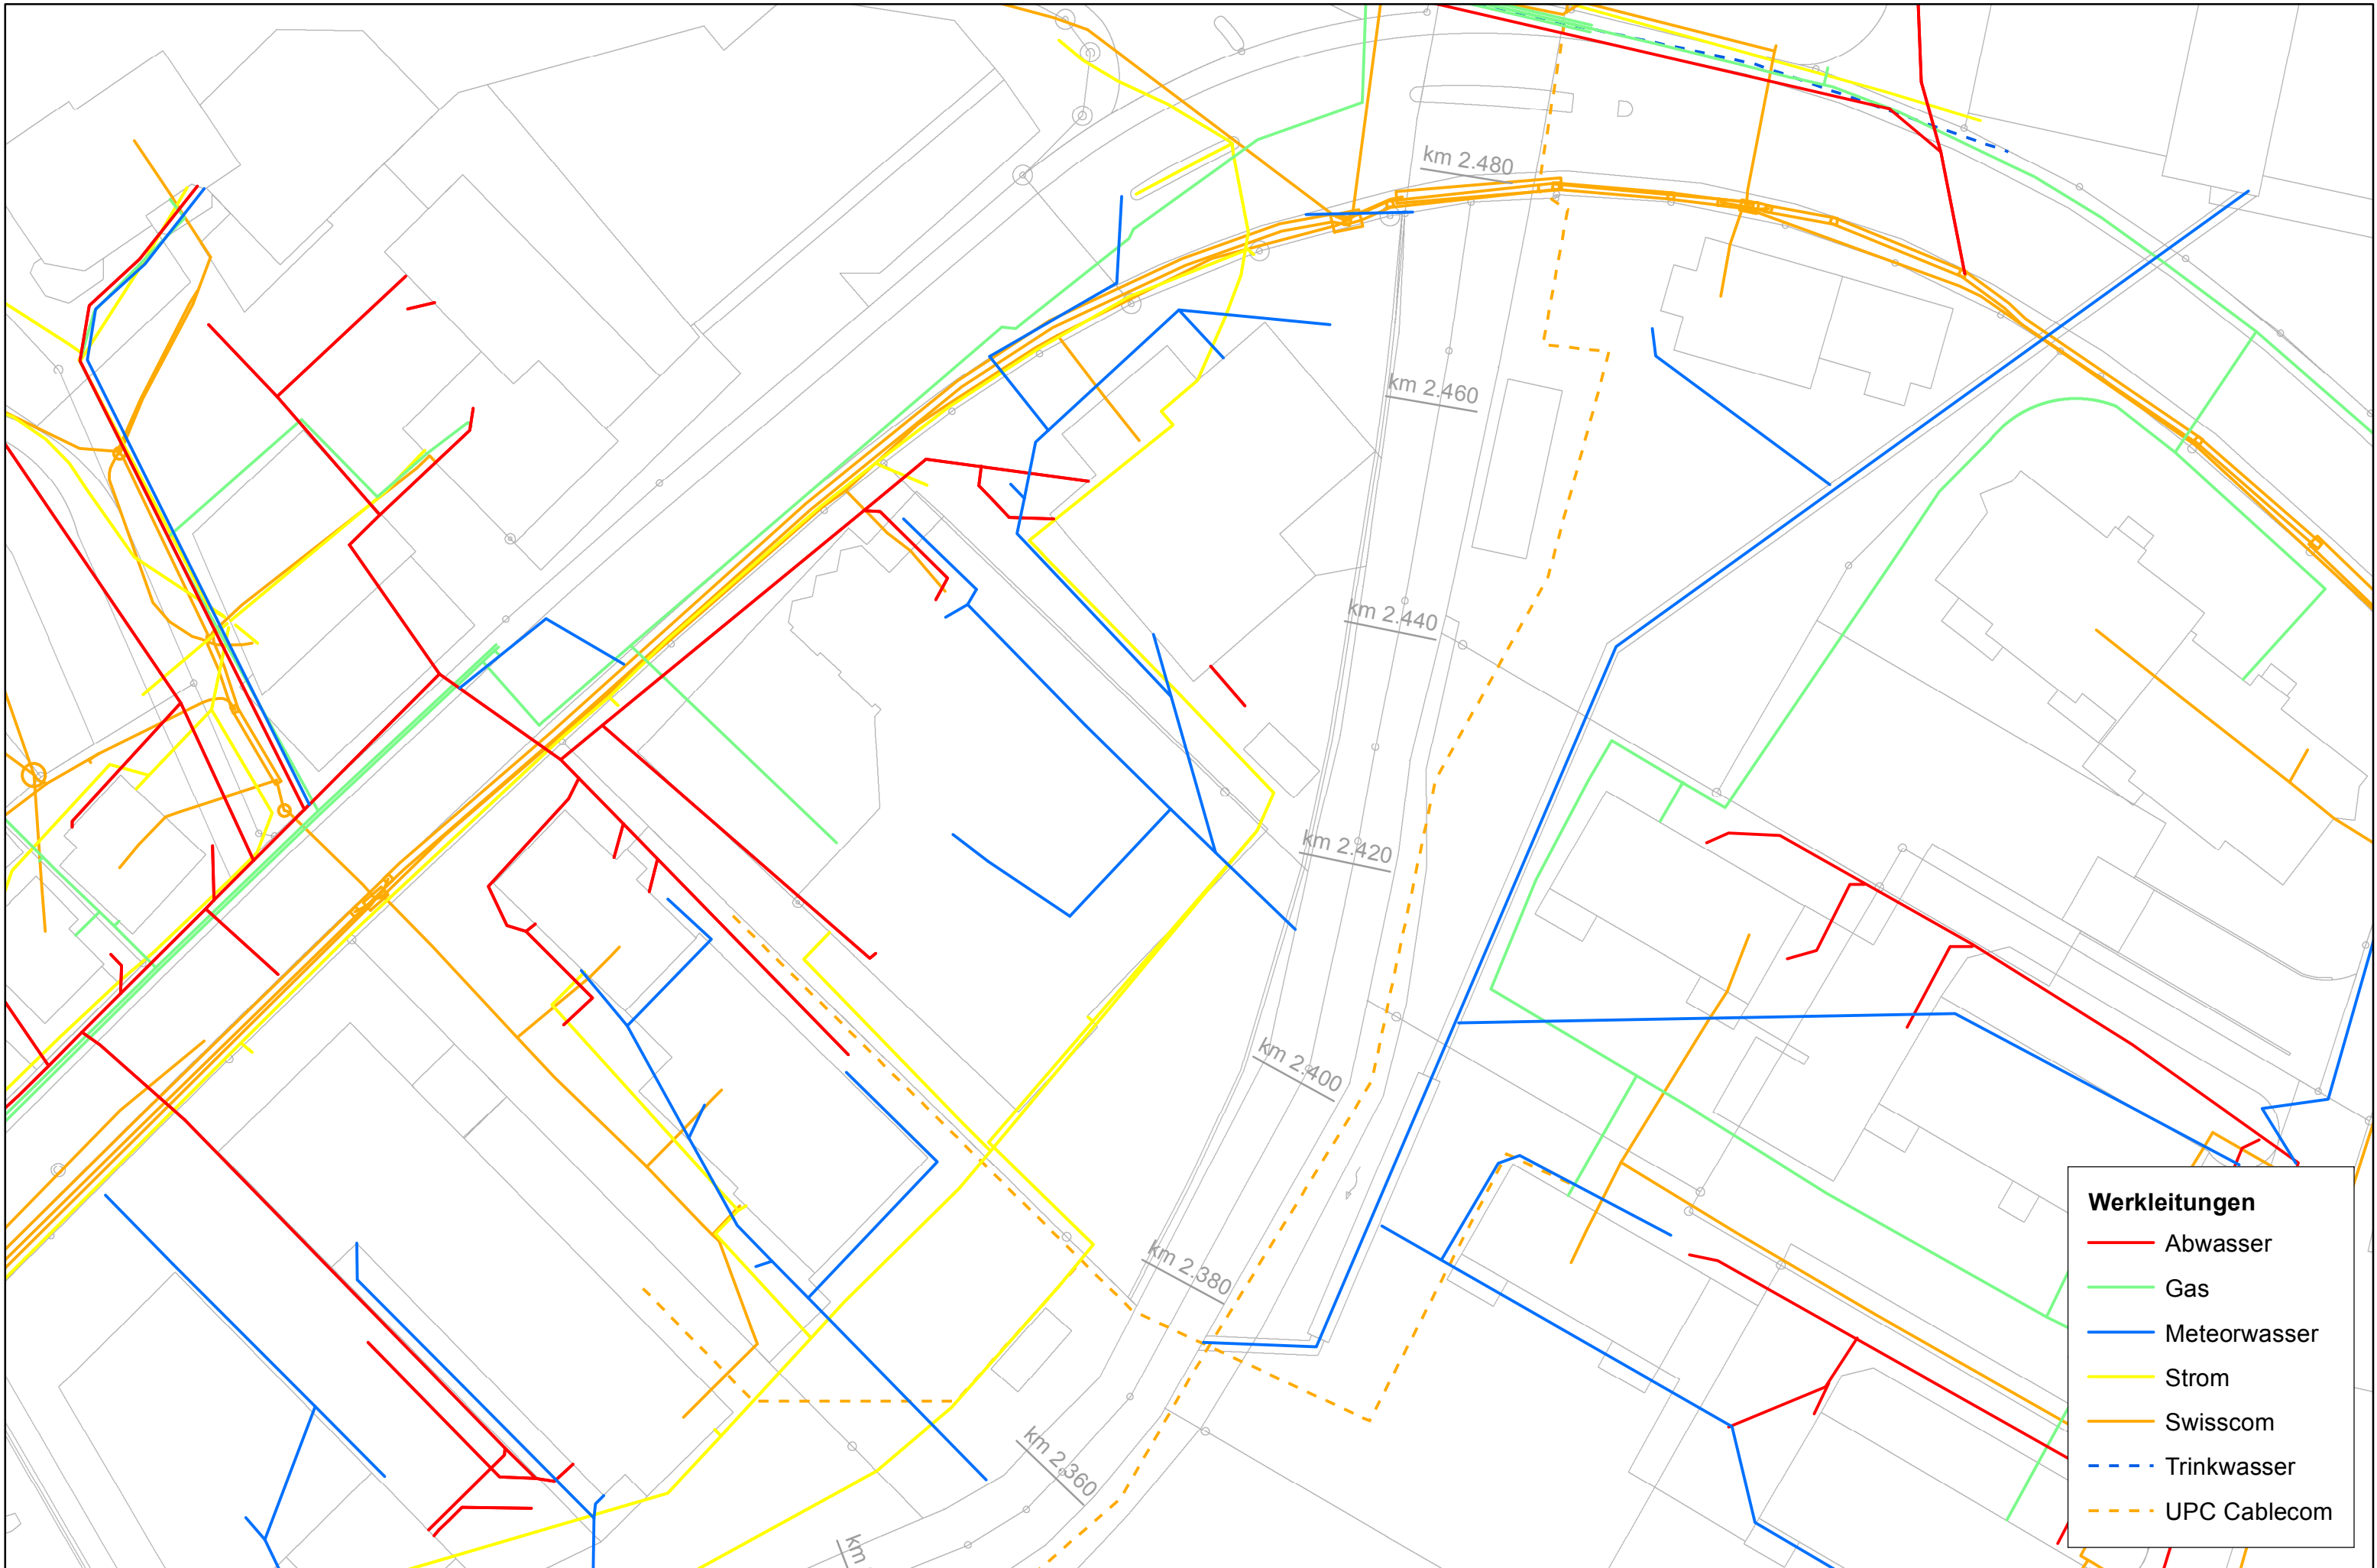 km 2.480
km 2.460
km 2.440
km 2.420
km 2.400
km 2.380
km 2.360
km
Werkleitungen
Abwasser
Gas
Meteorwasser
Strom
Swisscom
Trinkwasser
UPC Cablecom